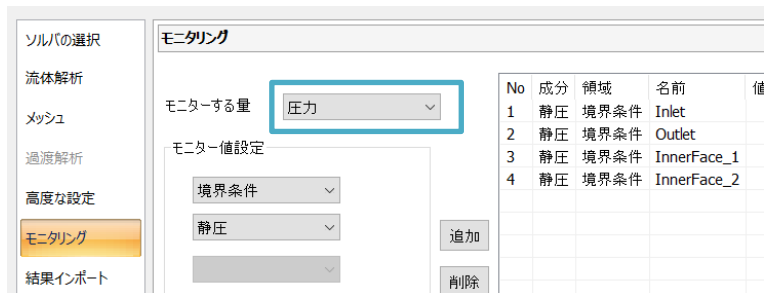 ソルバの選択
流体解析
メッシュ
過渡解析
高度な設定
モニタリング
結果インポート
モニタリング
モニターする量 圧力
モニター値設定
境界条件
静圧
追加
削除
No 成分 領域 名前
1 静圧 境界条件 Inlet
2 静圧 境界条件 Outlet
3 静圧 境界条件 InnerFace_1
4 静圧 境界条件 InnerFace_2